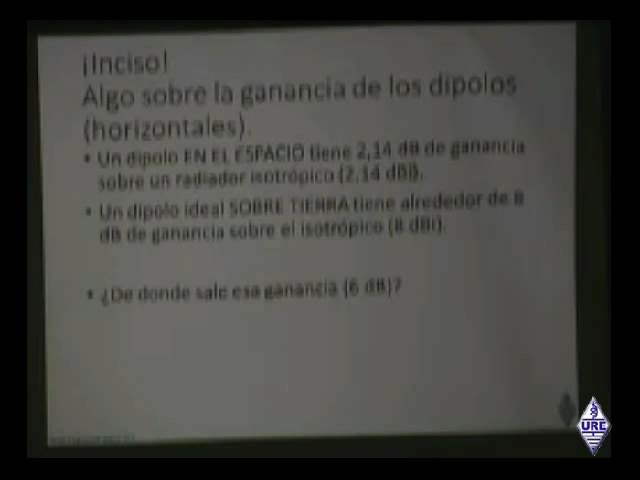 ¡Inciso!
Algo sobre la ganancia de los dipolos
(horizontales).
• Un dipolo EN EL ESPACIO tiene 2,14 dB de ganancia
sobre un radiador isotrópico (2,14 dBi).
• Un dipolo ideal SOBRE TIERRA tiene alrededor de 8
dB de ganancia sobre el isotrópico (8 dBi).
• ¿De donde sale esa ganancia (6 dB)?
URE